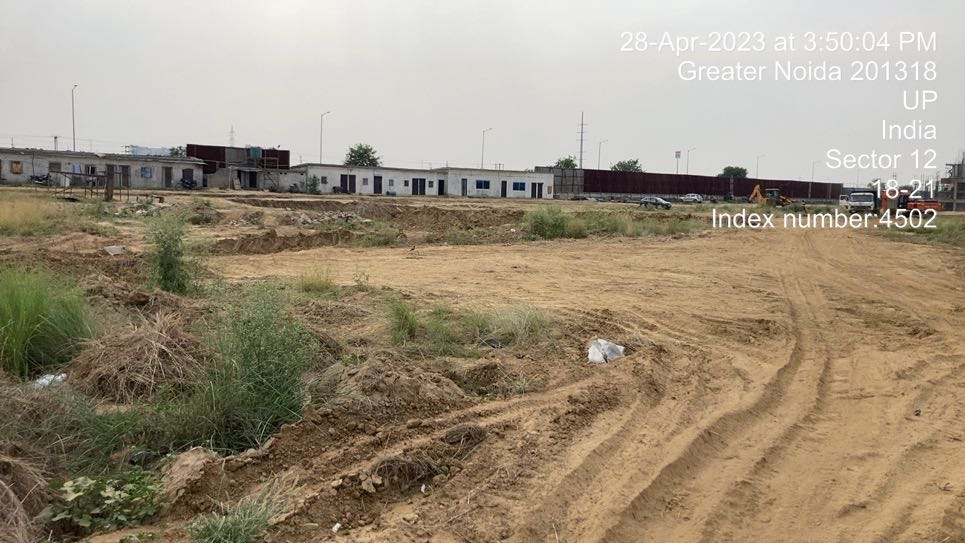 28-Apr-2023 at 3:50:04 PM
Greater Noida 201318
UP
India
Sector 12
18-21
Index number:4502